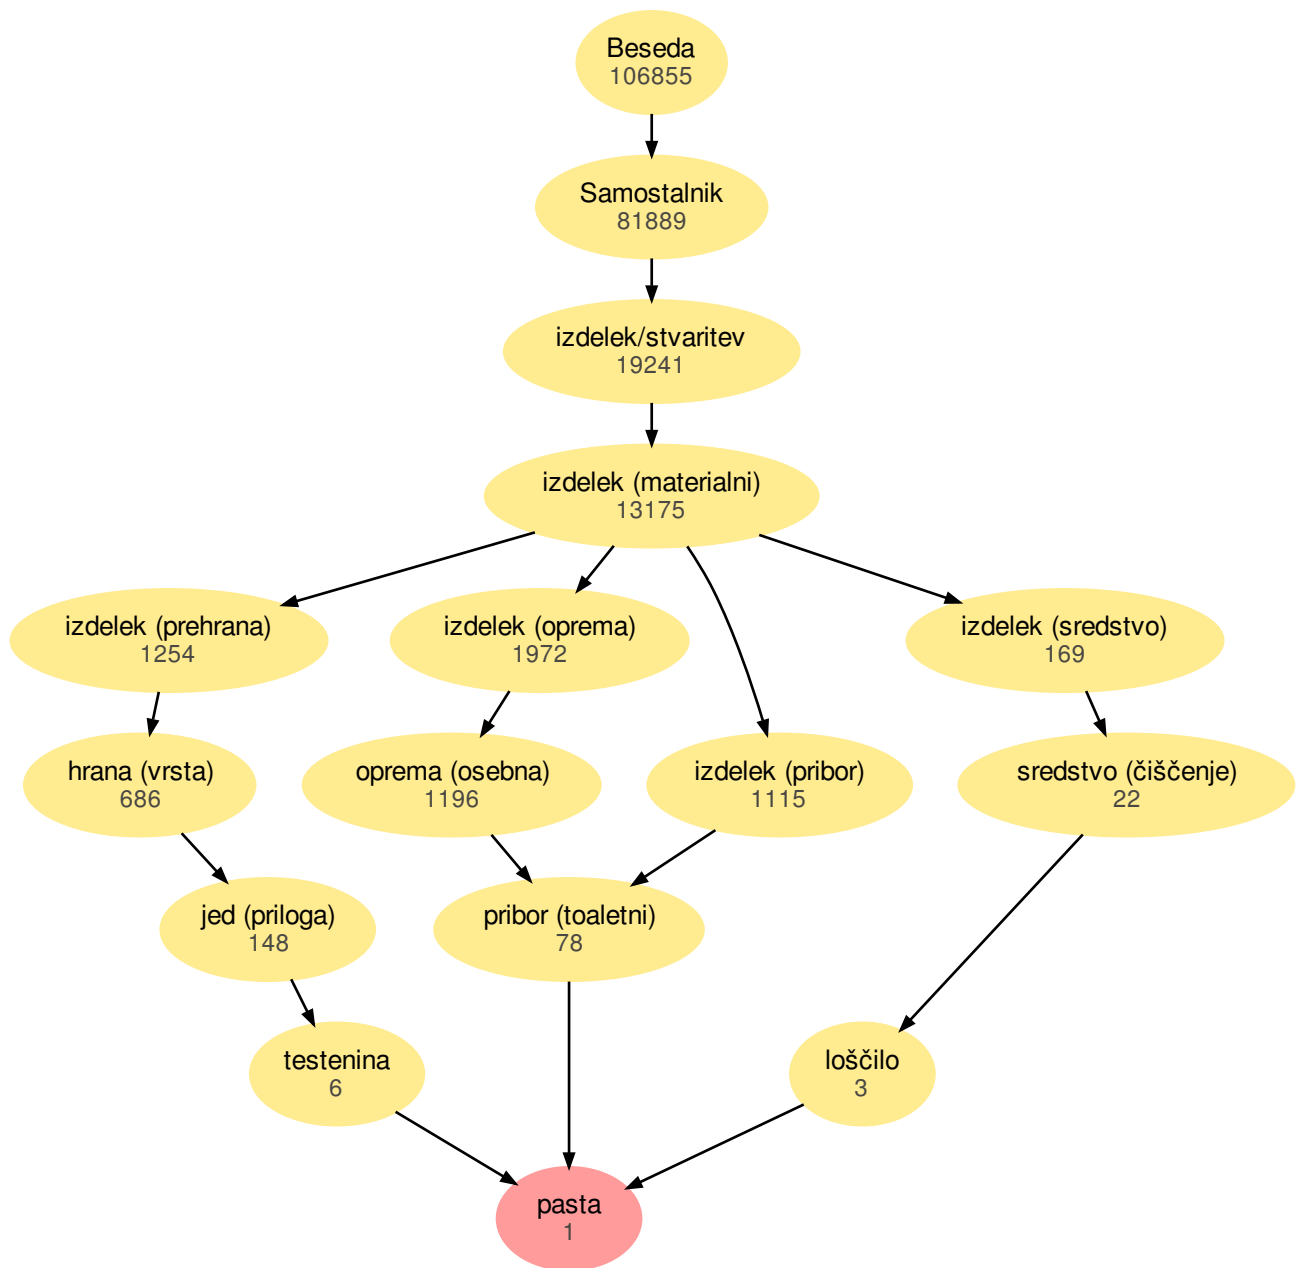 Beseda
106855
Samostalnik
81889
izdelek/stvaritev
19241
izdelek (materialni)
13175
izdelek (prehrana)
1254
izdelek (oprema)
1972
izdelek (sredstvo)
169
hrana (vrsta)
686
oprema (osebna)
1196
izdelek (pribor)
1115
sredstvo (čiščenje)
22
jed (priloga)
148
pribor (toaletni)
78
testenina
6
loščilo
3
pasta
1